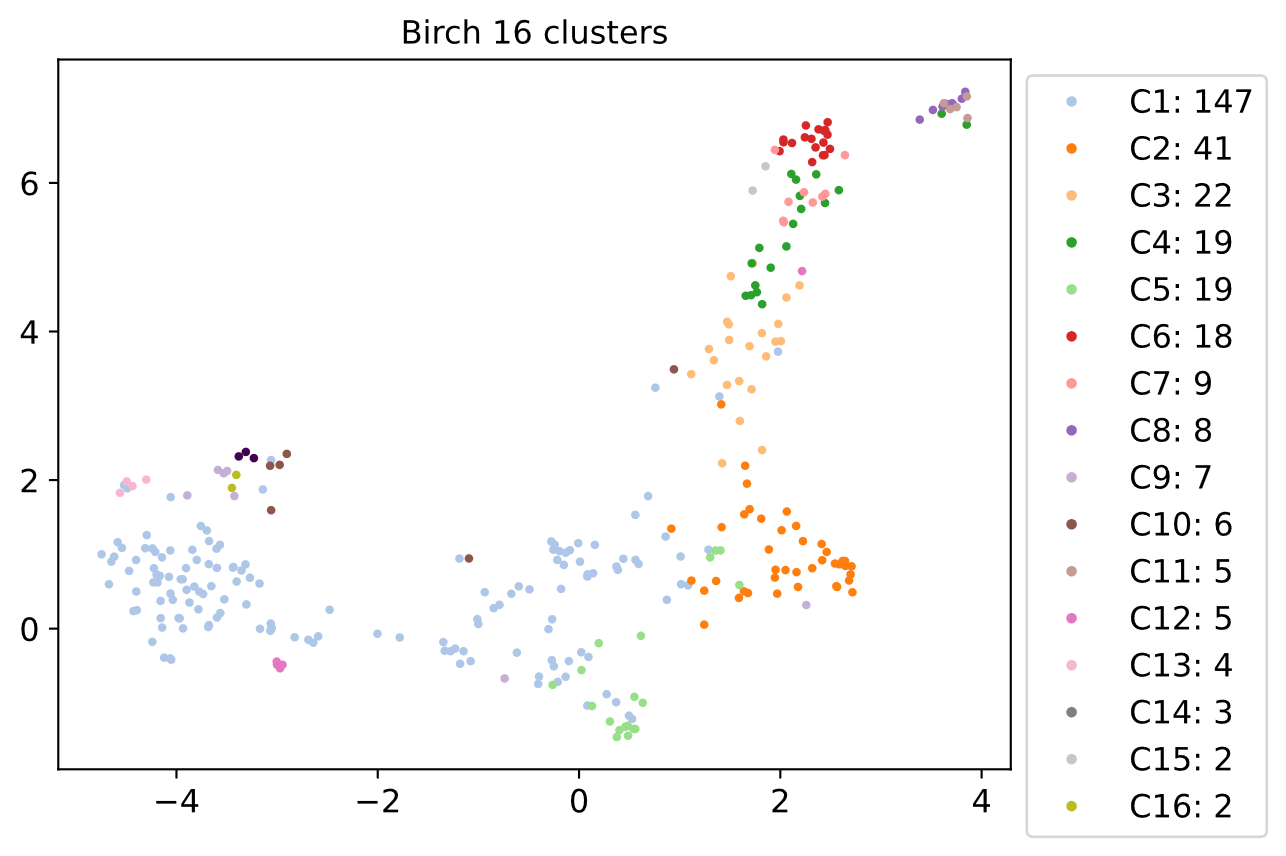 Birch 16 clusters
6
4
2
0
−4
−2
0
2
4
C1: 147
C2: 41
C3: 22
C4: 19
C5: 19
C6: 18
C7: 9
C8: 8
C9: 7
C10: 6
C11: 5
C12: 5
C13: 4
C14: 3
C15: 2
C16: 2